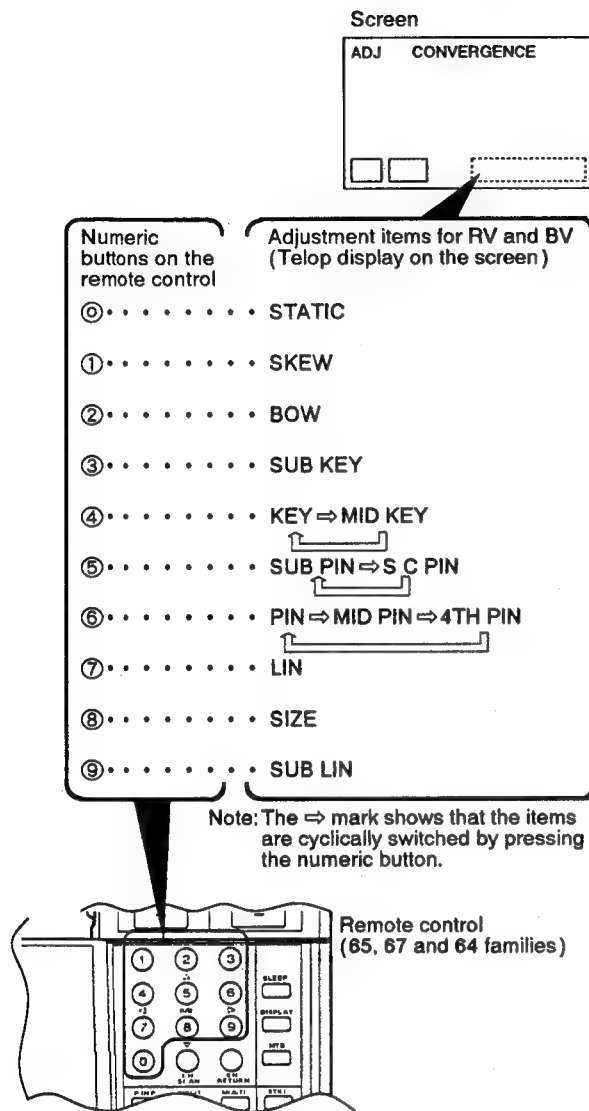 Screen
ADJ CONVERGENCE
Numeric buttons on the remote control
Adjustment items for RV and BV (Telop display on the screen)
⓪ • • • • • • • • STATIC
① • • • • • • • • SKEW
② • • • • • • • • BOW
③ • • • • • • • • SUB KEY
④ • • • • • • • • KEY ⇨ MID KEY
⑤ • • • • • • • • SUB PIN ⇨ S C PIN
⑥ • • • • • • • • PIN ⇨ MID PIN ⇨ 4TH PIN
⑦ • • • • • • • • LIN
⑧ • • • • • • • • SIZE
⑨ • • • • • • • • SUB LIN
Note: The ⇨ mark shows that the items
are cyclically switched by pressing
the numeric button.
Remote control
(65, 67 and 64 families)
1 2 3
SLEEP
4 5 6
DISPLAY
7 8 9
MTS
0
SCAN
RETURN
MULTI